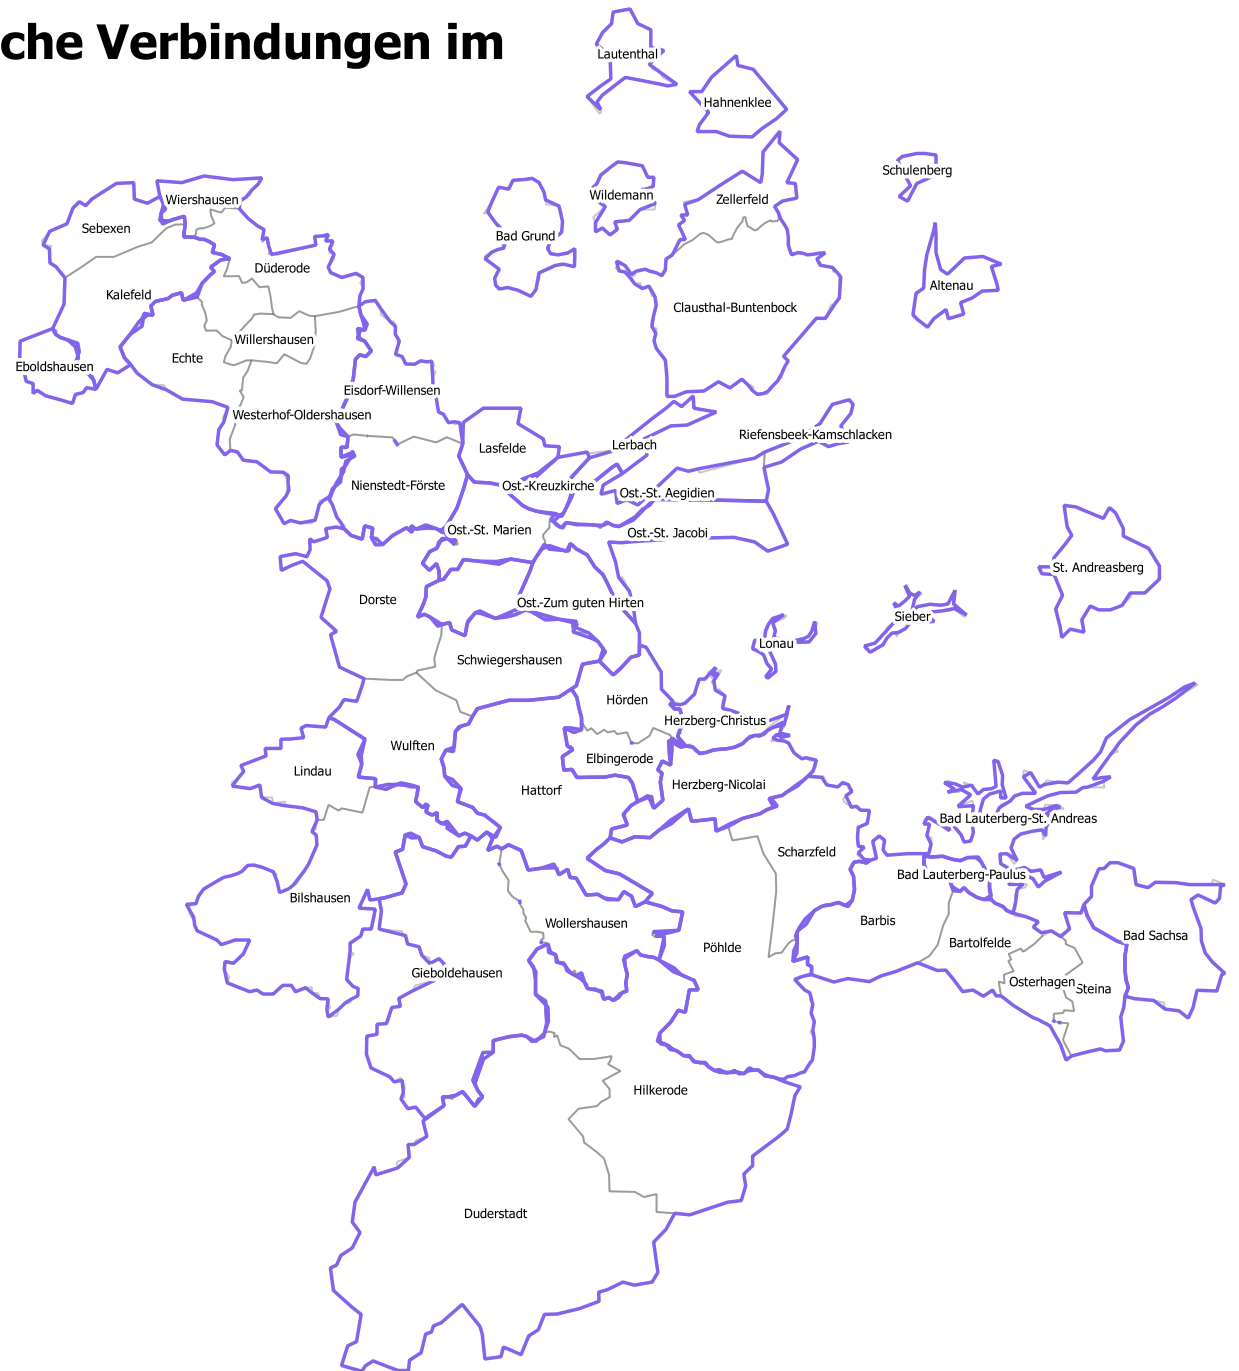 che Verbindungen im
Lautenthal
Hahnenklee
Schulenberg
Wildemann
Zellerfeld
Wiershausen
Sebexen
Bad Grund
Düderode
Altenau
Kalefeld
Clausthal-Buntenbock
Willershausen
Echte
Eboldshausen
Eisdorf-Willensen
Westerhof-Oldershausen
Riefensbeek-Kamschlacken
Lerbach
Lasfelde
Nienstedt-Förste
Ost.-Kreuzkirche
Ost.-St. Aegidien
Ost.-St. Marien
Ost.-St. Jacobi
St. Andreasberg
Dorste
Ost.-Zum guten Hirten
Sieber
Lonau
Schwiegershausen
Hörden
Herzberg-Christus
Wulften
Elbingerode
Lindau
Herzberg-Nicolai
Hattorf
Bad Lauterberg-St. Andreas
Scharzfeld
Bad Lauterberg-Paulus
Bilshausen
Wollershausen
Barbis
Bad Sachsa
Bartolfelde
Pöhlde
Gieboldehausen
Osterhagen
Steina
Hilkerode
Duderstadt